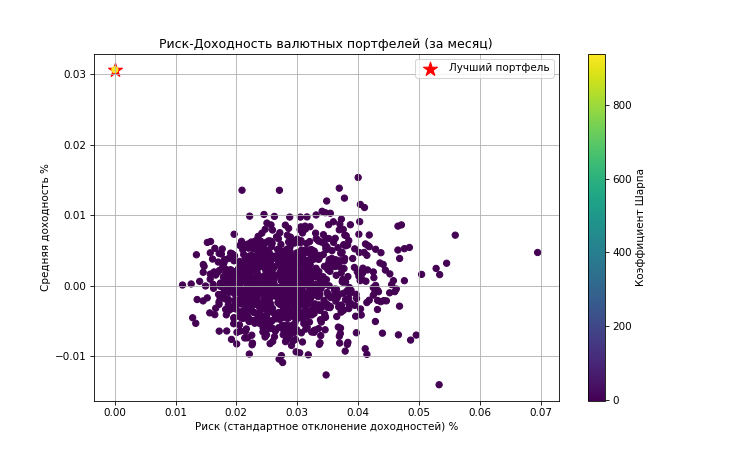 Риск-Доходность валютных портфелей (за месяц)
Лучший портфель
Средняя доходность %
0.03
0.02
0.01
0.00
−0.01
0.00 0.01 0.02 0.03 0.04 0.05 0.06 0.07
Риск (стандартное отклонение доходностей) %
800
600
400
200
0
Коэффициент Шарпа